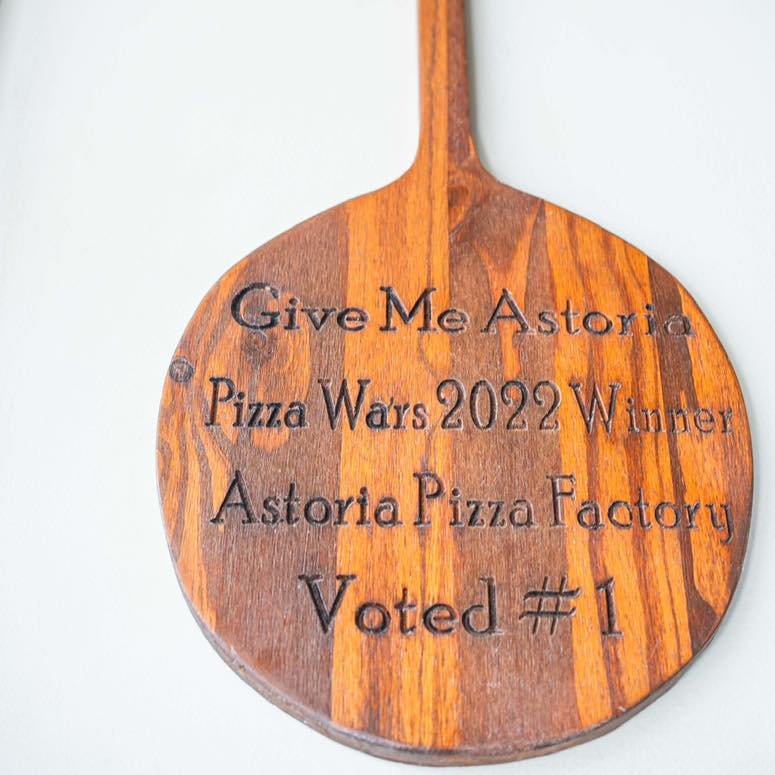 Give Me Astoria
Pizza Wars 2022 Winner
Astoria Pizza Factory
Voted #1